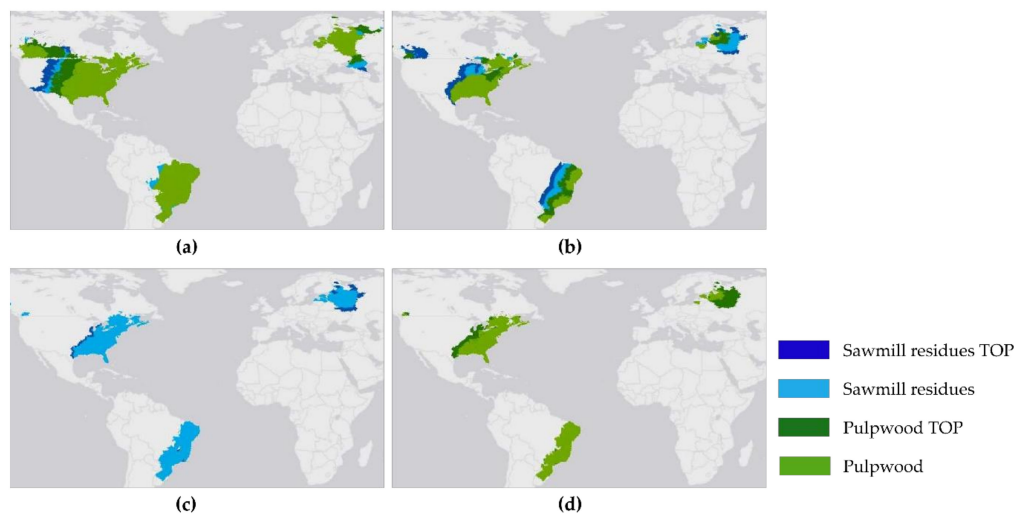 (a)
(b)
(c)
(d)
Sawmill residues TOP
Sawmill residues
Pulpwood TOP
Pulpwood